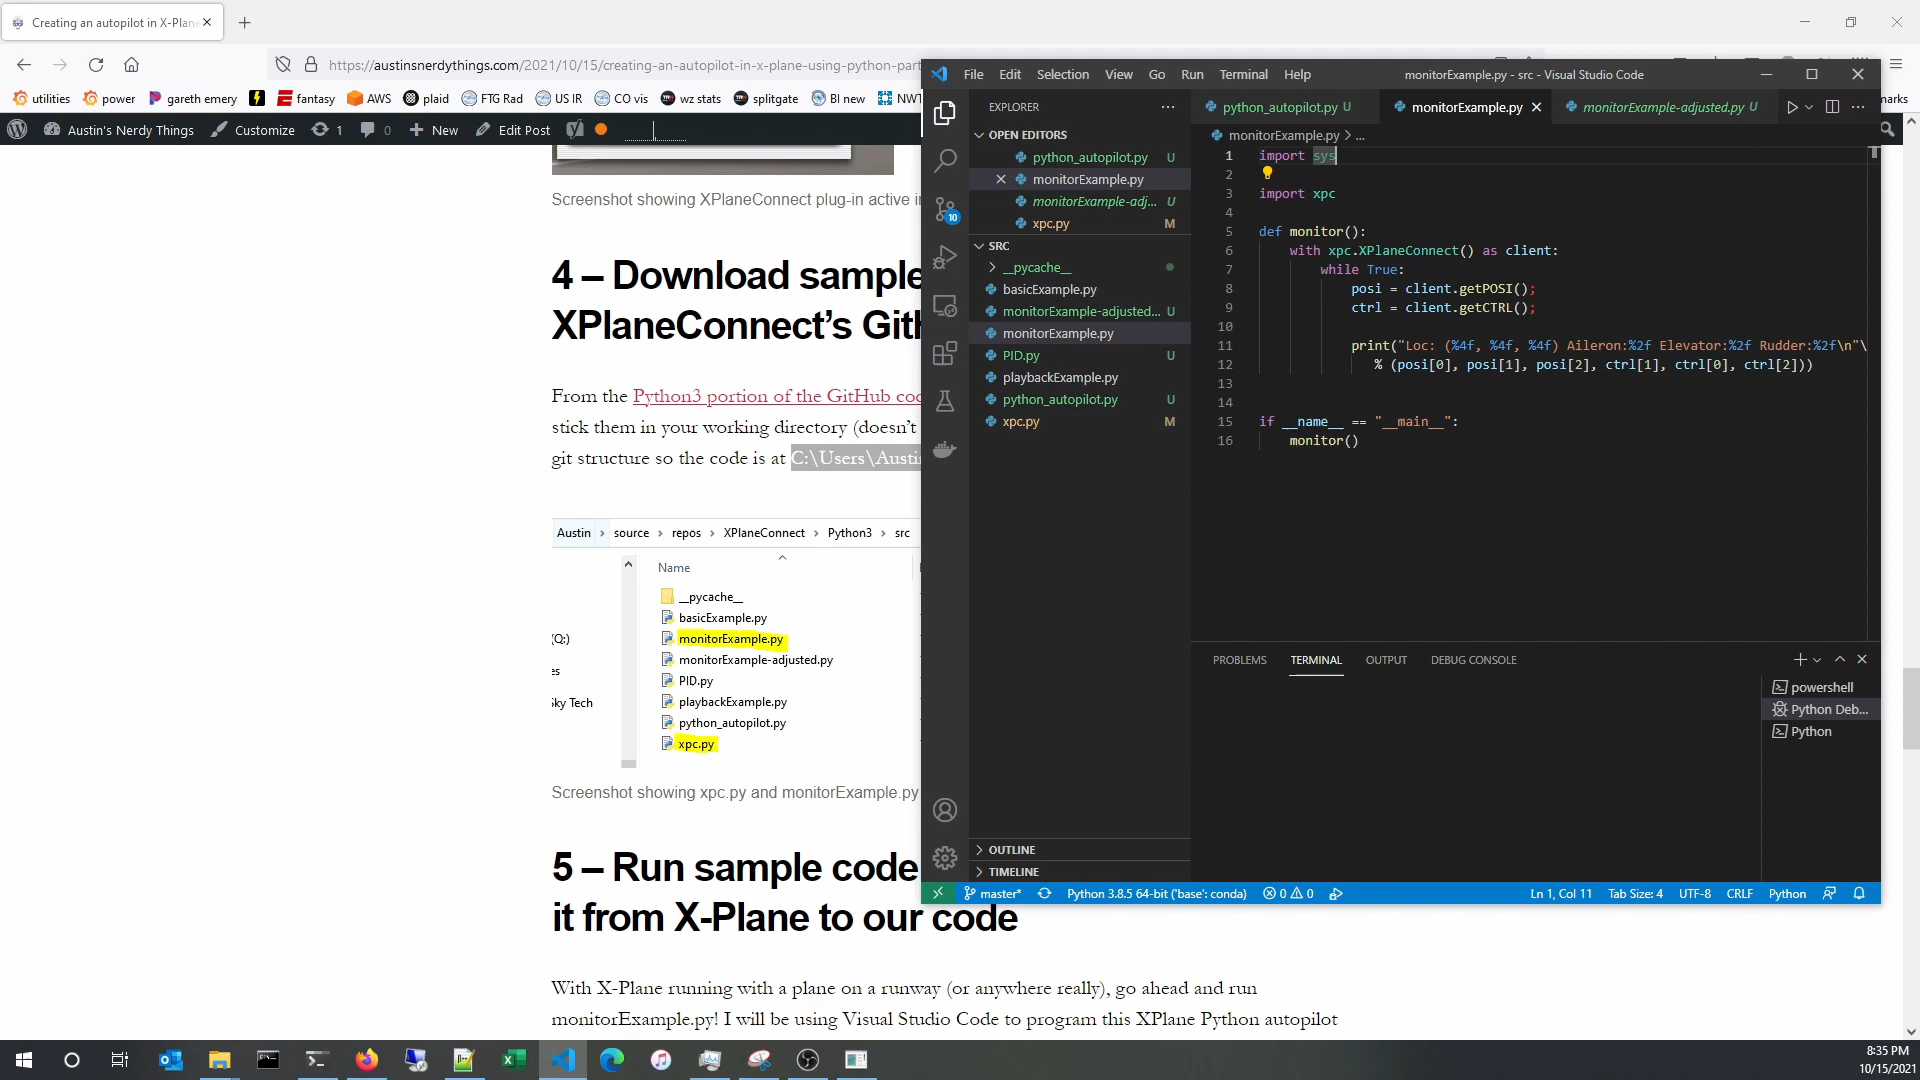 Creating an autopilot in X-Plan
https://austinsnerdythings.com/2021/10/15/creating-an-autopilot-in-x-plane-using-python-part
utilities
power
gareth emery
fantasy
AWS
plaid
FTG Rad
US IR
CO vis
wz stats
splitgate
BI new
NWT
marks
Austin's Nerdy Things
Customize
1
0
New
Edit Post
Screenshot showing XPlaneConnect plug-in active i
4 – Download sample
XPlaneConnect’s Gith
From the Python3 portion of the GitHub cod
stick them in your working directory (doesn’t
git structure so the code is at C:\Users\Austi
Austin > source > repos > XPlaneConnect > Python3 > src
Name
__pycache__
basicExample.py
monitorExample.py
monitorExample-adjusted.py
PID.py
playbackExample.py
python_autopilot.py
xpc.py
(Q:)
es
Sky Tech
Screenshot showing xpc.py and monitorExample.py
5 – Run sample code
it from X-Plane to our code
With X-Plane running with a plane on a runway (or anywhere really), go ahead and run
monitorExample.py! I will be using Visual Studio Code to program this XPlane Python autopilot
File Edit Selection View Go Run Terminal Help
monitorExample.py - src - Visual Studio Code
EXPLORER
OPEN EDITORS
python_autopilot.py U
monitorExample.py
monitorExample-adj... U
xpc.py M
SRC
__pycache__
basicExample.py
monitorExample-adjusted... U
monitorExample.py
PID.py U
playbackExample.py
python_autopilot.py U
xpc.py M
OUTLINE
TIMELINE
10
python_autopilot.py U
monitorExample.py
monitorExample-adjusted.py U
monitorExample.py > ...
1 import sys
2
3 import xpc
4
5 def monitor():
6 with xpc.XPlaneConnect() as client:
7 while True:
8 posi = client.getPOSI();
9 ctrl = client.getCTRL();
10
11 print("Loc: (%4f, %4f, %4f) Aileron:%2f Elevator:%2f Rudder:%2f\n"\
12 % (posi[0], posi[1], posi[2], ctrl[1], ctrl[0], ctrl[2]))
13
14
15 if __name__ == "__main__":
16 monitor()
PROBLEMS TERMINAL OUTPUT DEBUG CONSOLE
powershell
Python Deb...
Python
master* Python 3.8.5 64-bit ('base': conda) 0 0
Ln 1, Col 11 Tab Size: 4 UTF-8 CRLF Python
8:35 PM
10/15/2021